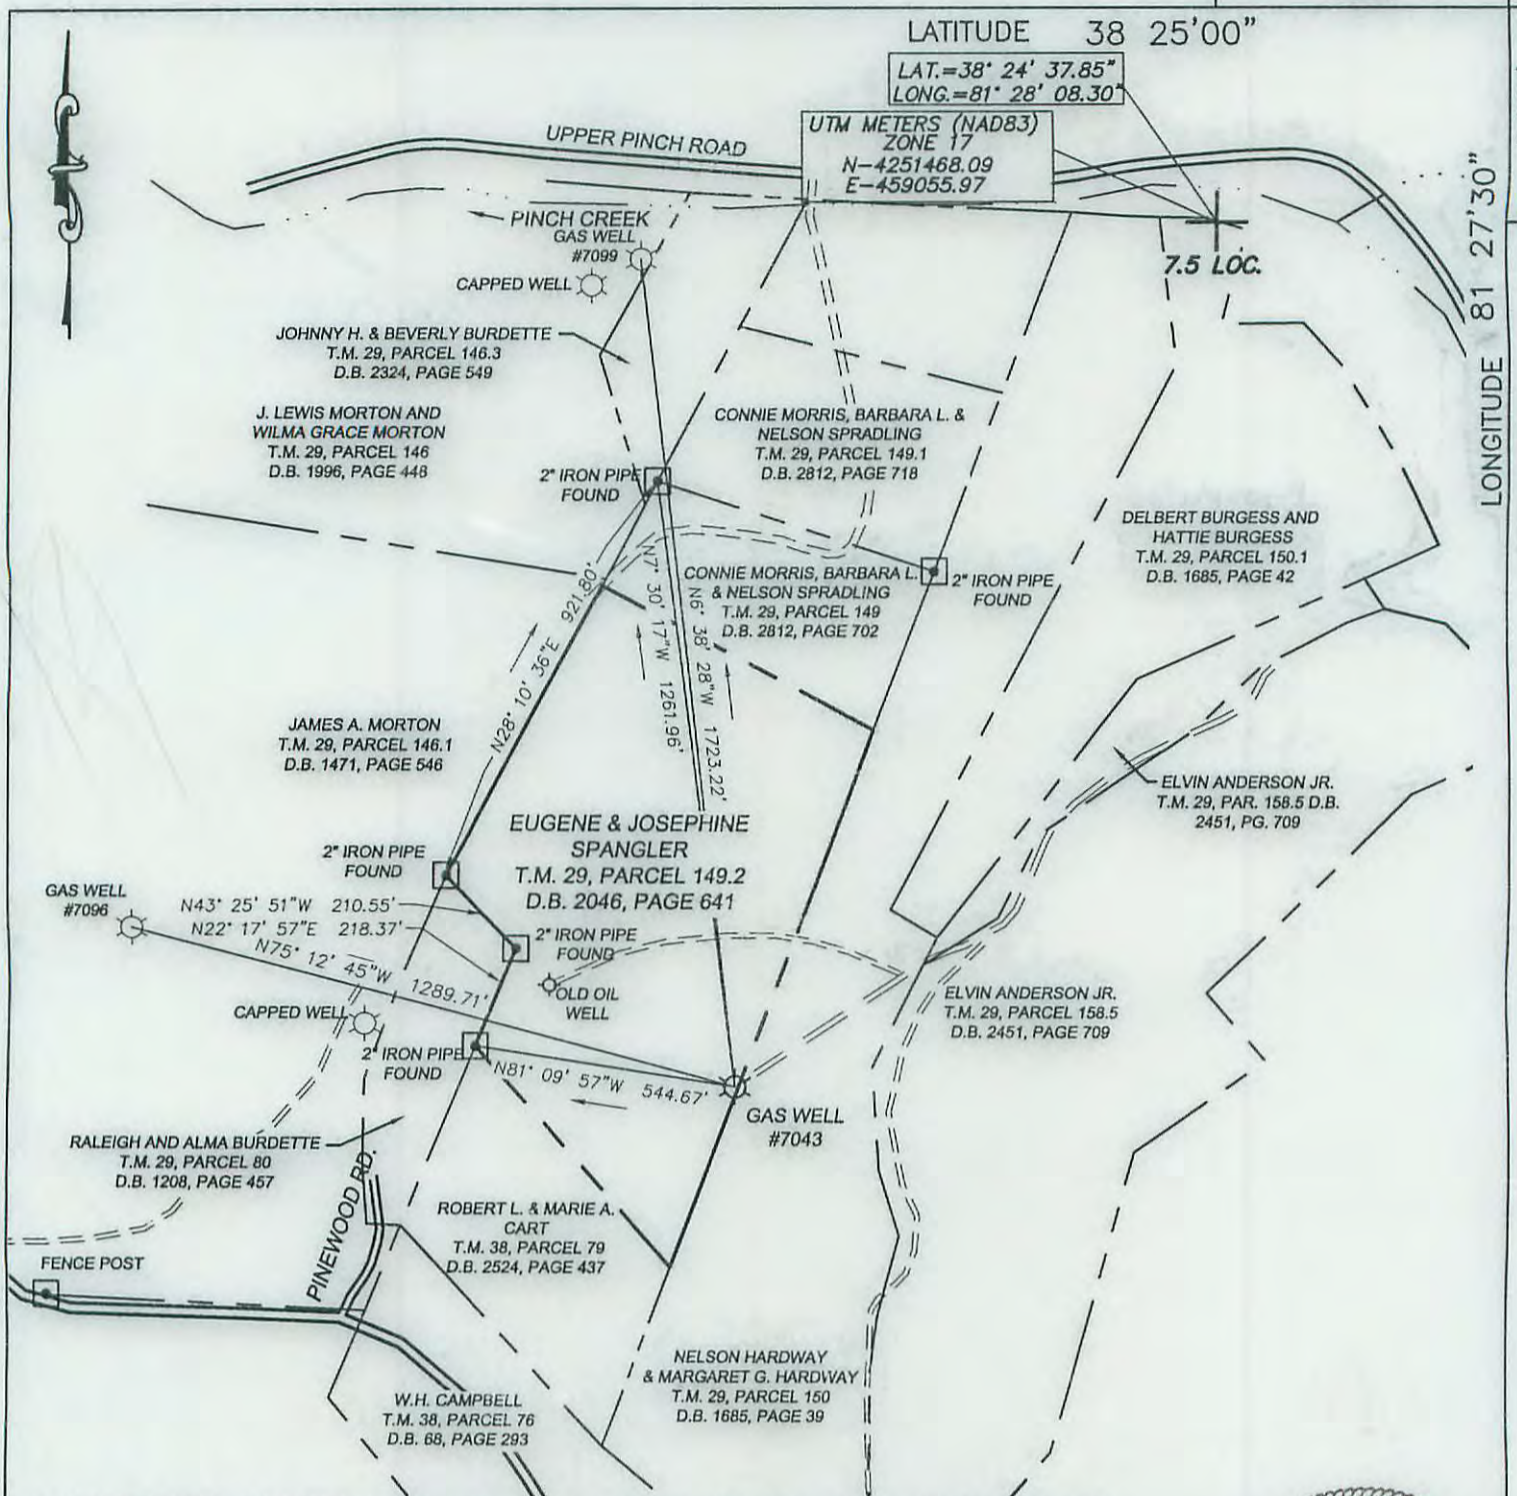 LATITUDE 38 25'00"
LAT.=38° 24' 37.85"
LONG.=81° 28' 08.30"
UTM METERS (NAD83)
ZONE 17
N-4251468.09
E-459055.97
UPPER PINCH ROAD
LONGITUDE 81 27'30"
PINCH CREEK
GAS WELL
#7099
CAPPED WELL
7.5 LOC.
JOHNNY H. & BEVERLY BURDETTE
T.M. 29, PARCEL 146.3
D.B. 2324, PAGE 549
J. LEWIS MORTON AND
WILMA GRACE MORTON
T.M. 29, PARCEL 146
D.B. 1996, PAGE 448
CONNIE MORRIS, BARBARA L. &
NELSON SPRADLING
T.M. 29, PARCEL 149.1
D.B. 2812, PAGE 718
2" IRON PIPE
FOUND
DELBERT BURGESS AND
HATTIE BURGESS
T.M. 29, PARCEL 150.1
D.B. 1685, PAGE 42
CONNIE MORRIS, BARBARA L.
& NELSON SPRADLING
T.M. 29, PARCEL 149
D.B. 2812, PAGE 702
2" IRON PIPE
FOUND
N28° 10' 36"E 921.80'
N7° 30' 17"W 1261.96'
N6° 38' 28"W 1723.22'
JAMES A. MORTON
T.M. 29, PARCEL 146.1
D.B. 1471, PAGE 546
ELVIN ANDERSON JR.
T.M. 29, PAR. 158.5 D.B.
2451, PG. 709
EUGENE & JOSEPHINE
SPANGLER
T.M. 29, PARCEL 149.2
D.B. 2046, PAGE 641
2" IRON PIPE
FOUND
GAS WELL
#7096
N43° 25' 51"W 210.55'
N22° 17' 57"E 218.37'
N75° 12' 45"W 1289.71'
2" IRON PIPE
FOUND
OLD OIL
WELL
ELVIN ANDERSON JR.
T.M. 29, PARCEL 158.5
D.B. 2451, PAGE 709
CAPPED WELL
2" IRON PIPE
FOUND
N81° 09' 57"W 544.67'
GAS WELL
#7043
RALEIGH AND ALMA BURDETTE
T.M. 29, PARCEL 80
D.B. 1208, PAGE 457
PINEWOOD RD.
ROBERT L. & MARIE A.
CART
T.M. 38, PARCEL 79
D.B. 2524, PAGE 437
FENCE POST
NELSON HARDWAY
& MARGARET G. HARDWAY
T.M. 29, PARCEL 150
D.B. 1685, PAGE 39
W.H. CAMPBELL
T.M. 38, PARCEL 76
D.B. 68, PAGE 293